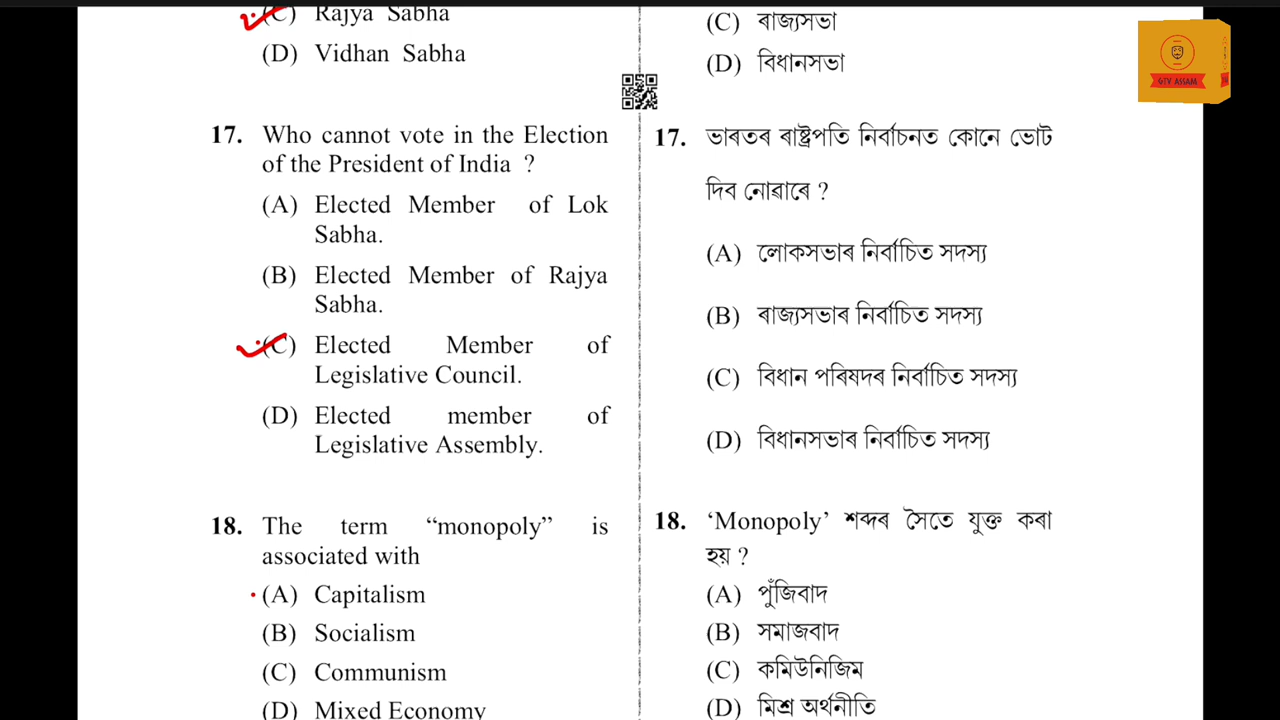 (C) Rajya Sabha
(D) Vidhan Sabha
17. Who cannot vote in the Election
of the President of India ?
(A) Elected Member of Lok
Sabha.
(B) Elected Member of Rajya
Sabha.
(C) Elected Member of
Legislative Council.
(D) Elected member of
Legislative Assembly.
18. The term “monopoly” is
associated with
(A) Capitalism
(B) Socialism
(C) Communism
(D) Mixed Economy
(C) ৰাজ্যসভা
(D) বিধানসভা
17. ভাৰতৰ ৰাষ্ট্ৰপতি নিৰ্বাচনত কোনে ভোট
দিব নোৱাৰে ?
(A) লোকসভাৰ নিৰ্বাচিত সদস্য
(B) ৰাজ্যসভাৰ নিৰ্বাচিত সদস্য
(C) বিধান পৰিষদৰ নিৰ্বাচিত সদস্য
(D) বিধানসভাৰ নিৰ্বাচিত সদস্য
18. ‘Monopoly’ শব্দৰ সৈতে যুক্ত কৰা
হয় ?
(A) পুঁজিবাদ
(B) সমাজবাদ
(C) কমিউনিজিম
(D) মিশ্ৰ অৰ্থনীতি
GTV ASSAM